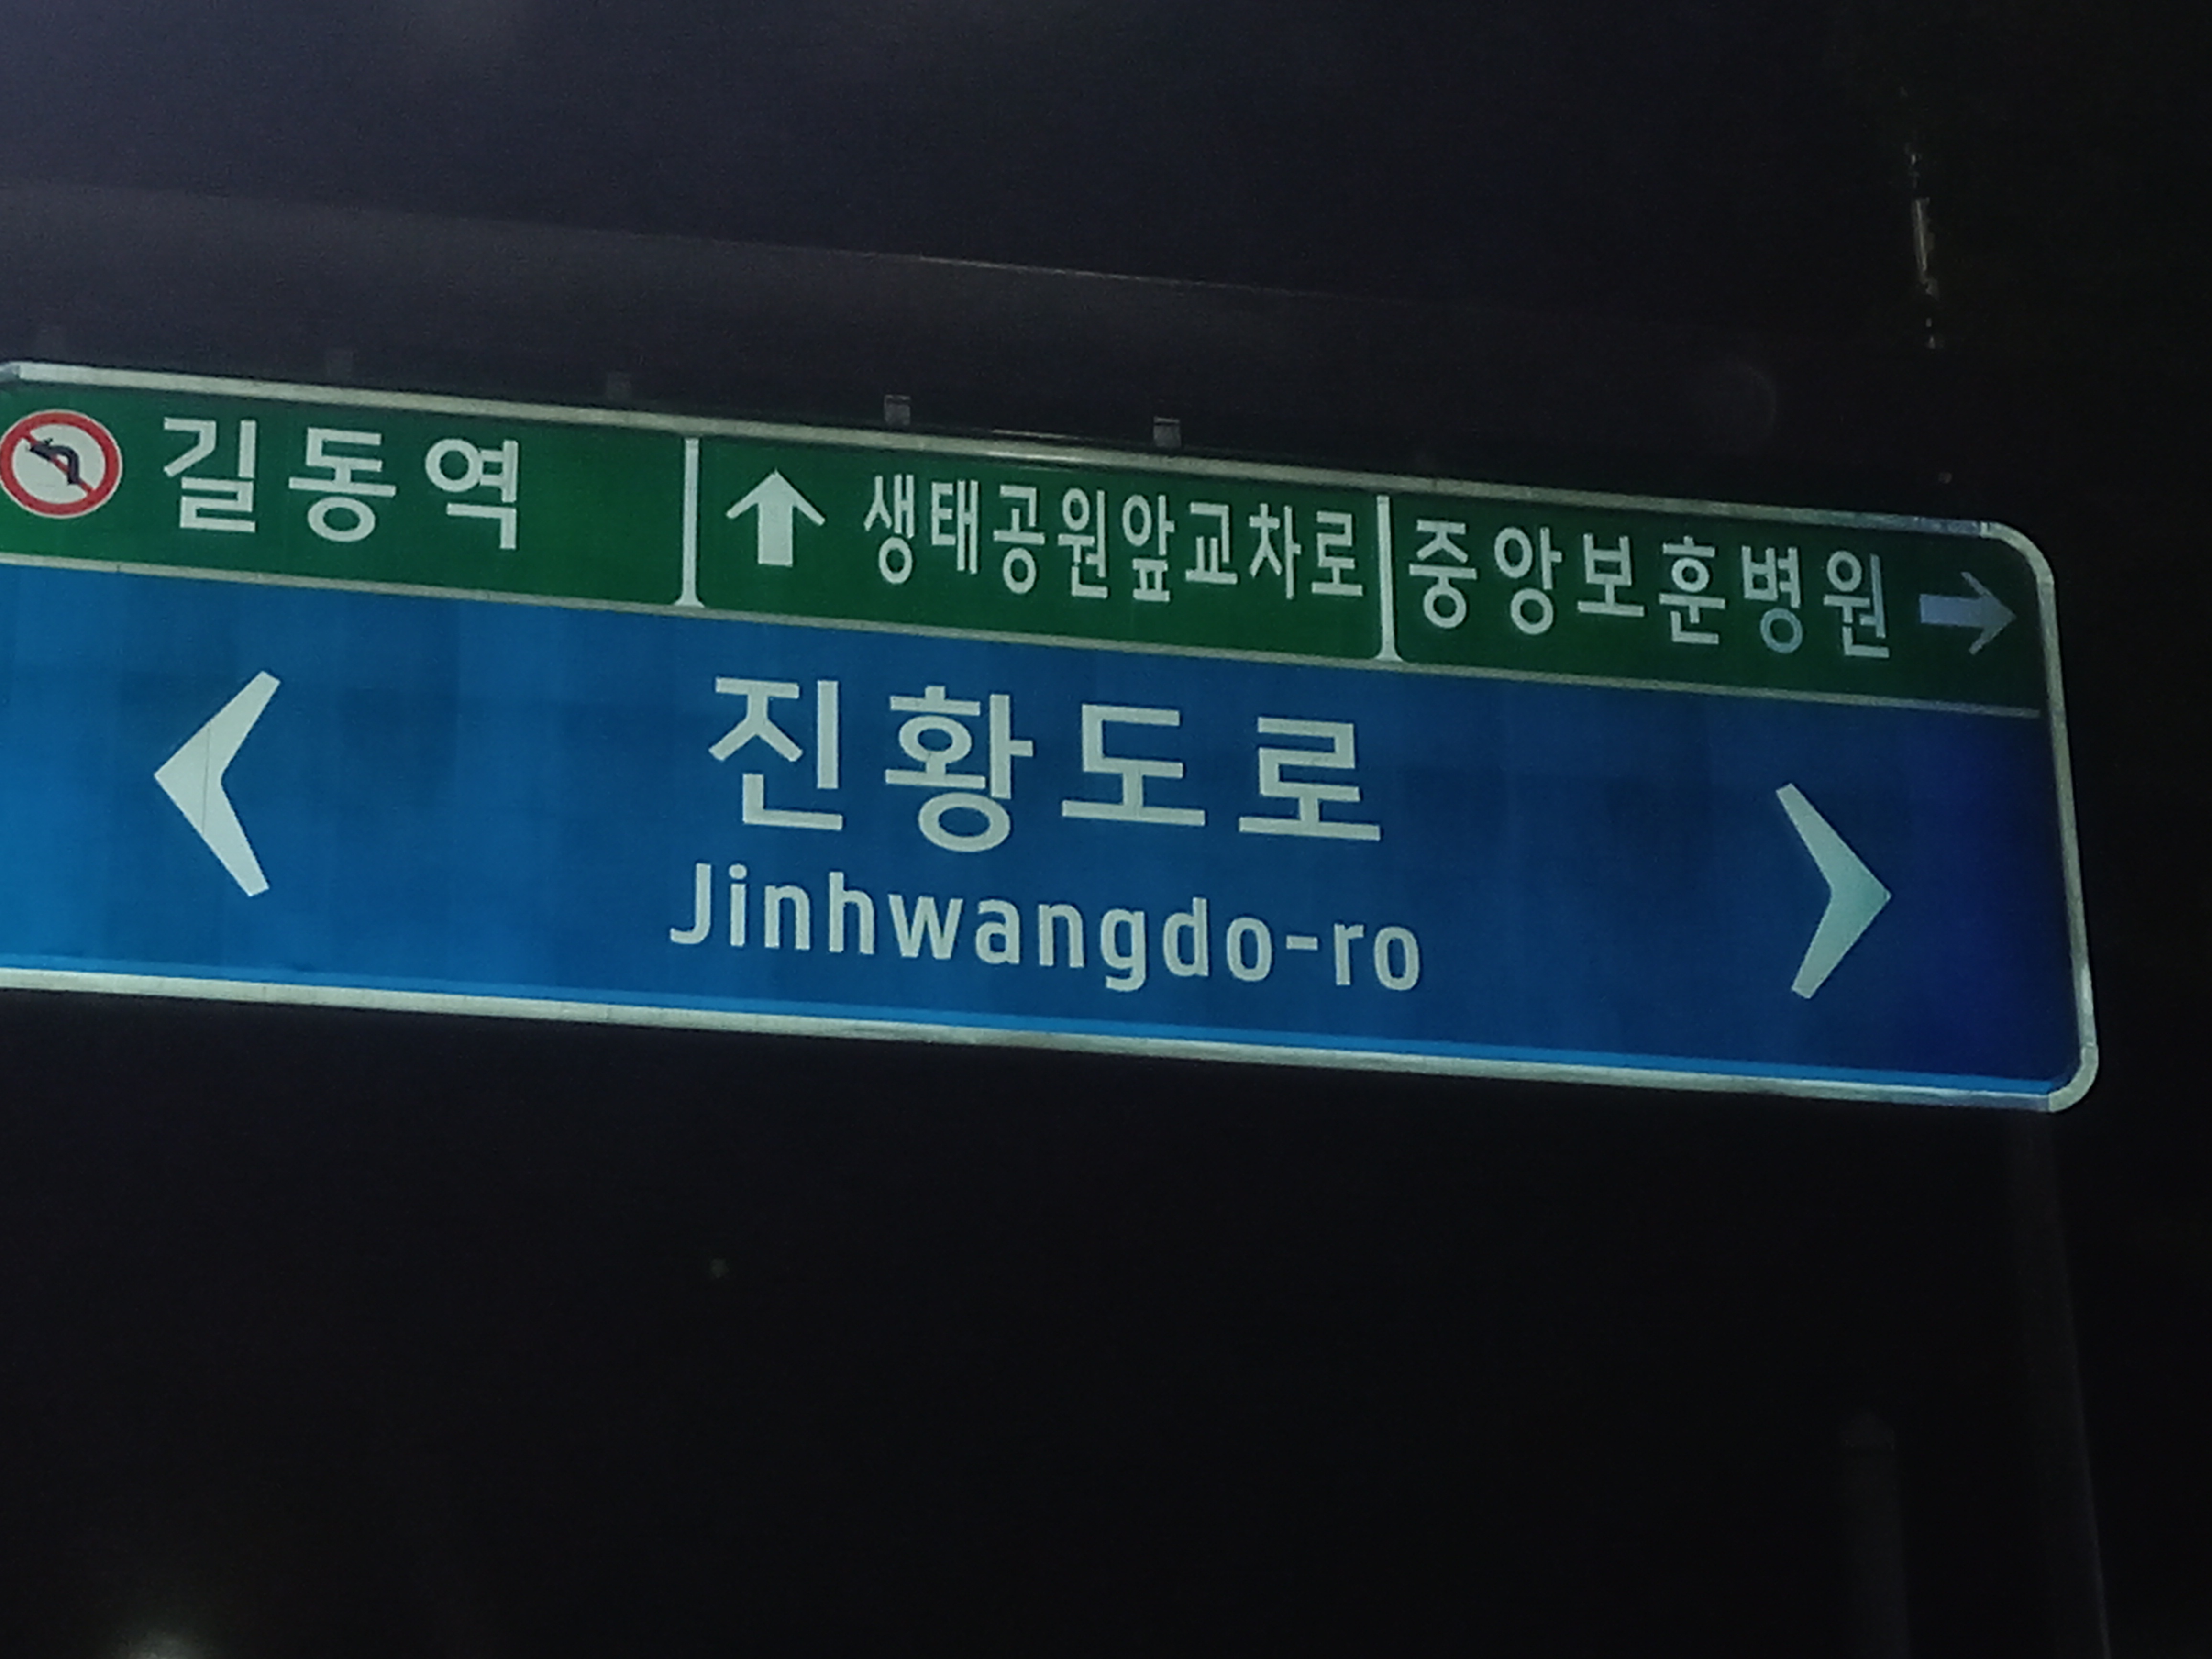 길동역
생태공원앞교차로
중앙보훈병원
진황도로
Jinhwangdo-ro